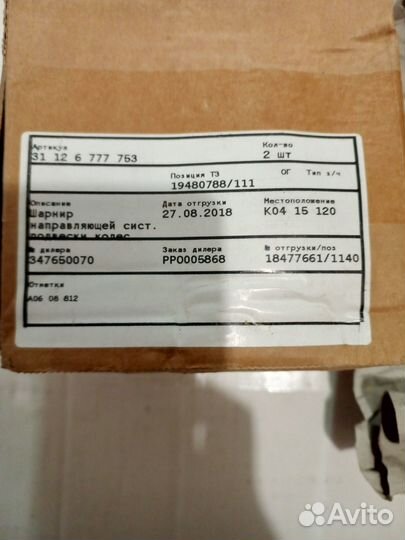 Артикул Кол-во
31 12 6 777 753 2 шт
Позиция ТЗ ОГ Тип з/ч
19480788/111
Описание Дата отгрузки Местоположение
Шарнир 27.08.2018 K04 15 120
направляющей сист.
подвески колес
№ дилера Заказ дилера № отгрузки/поз
347650070 PP0005868 18477661/1140
Отметки
A06 08 812
Avito